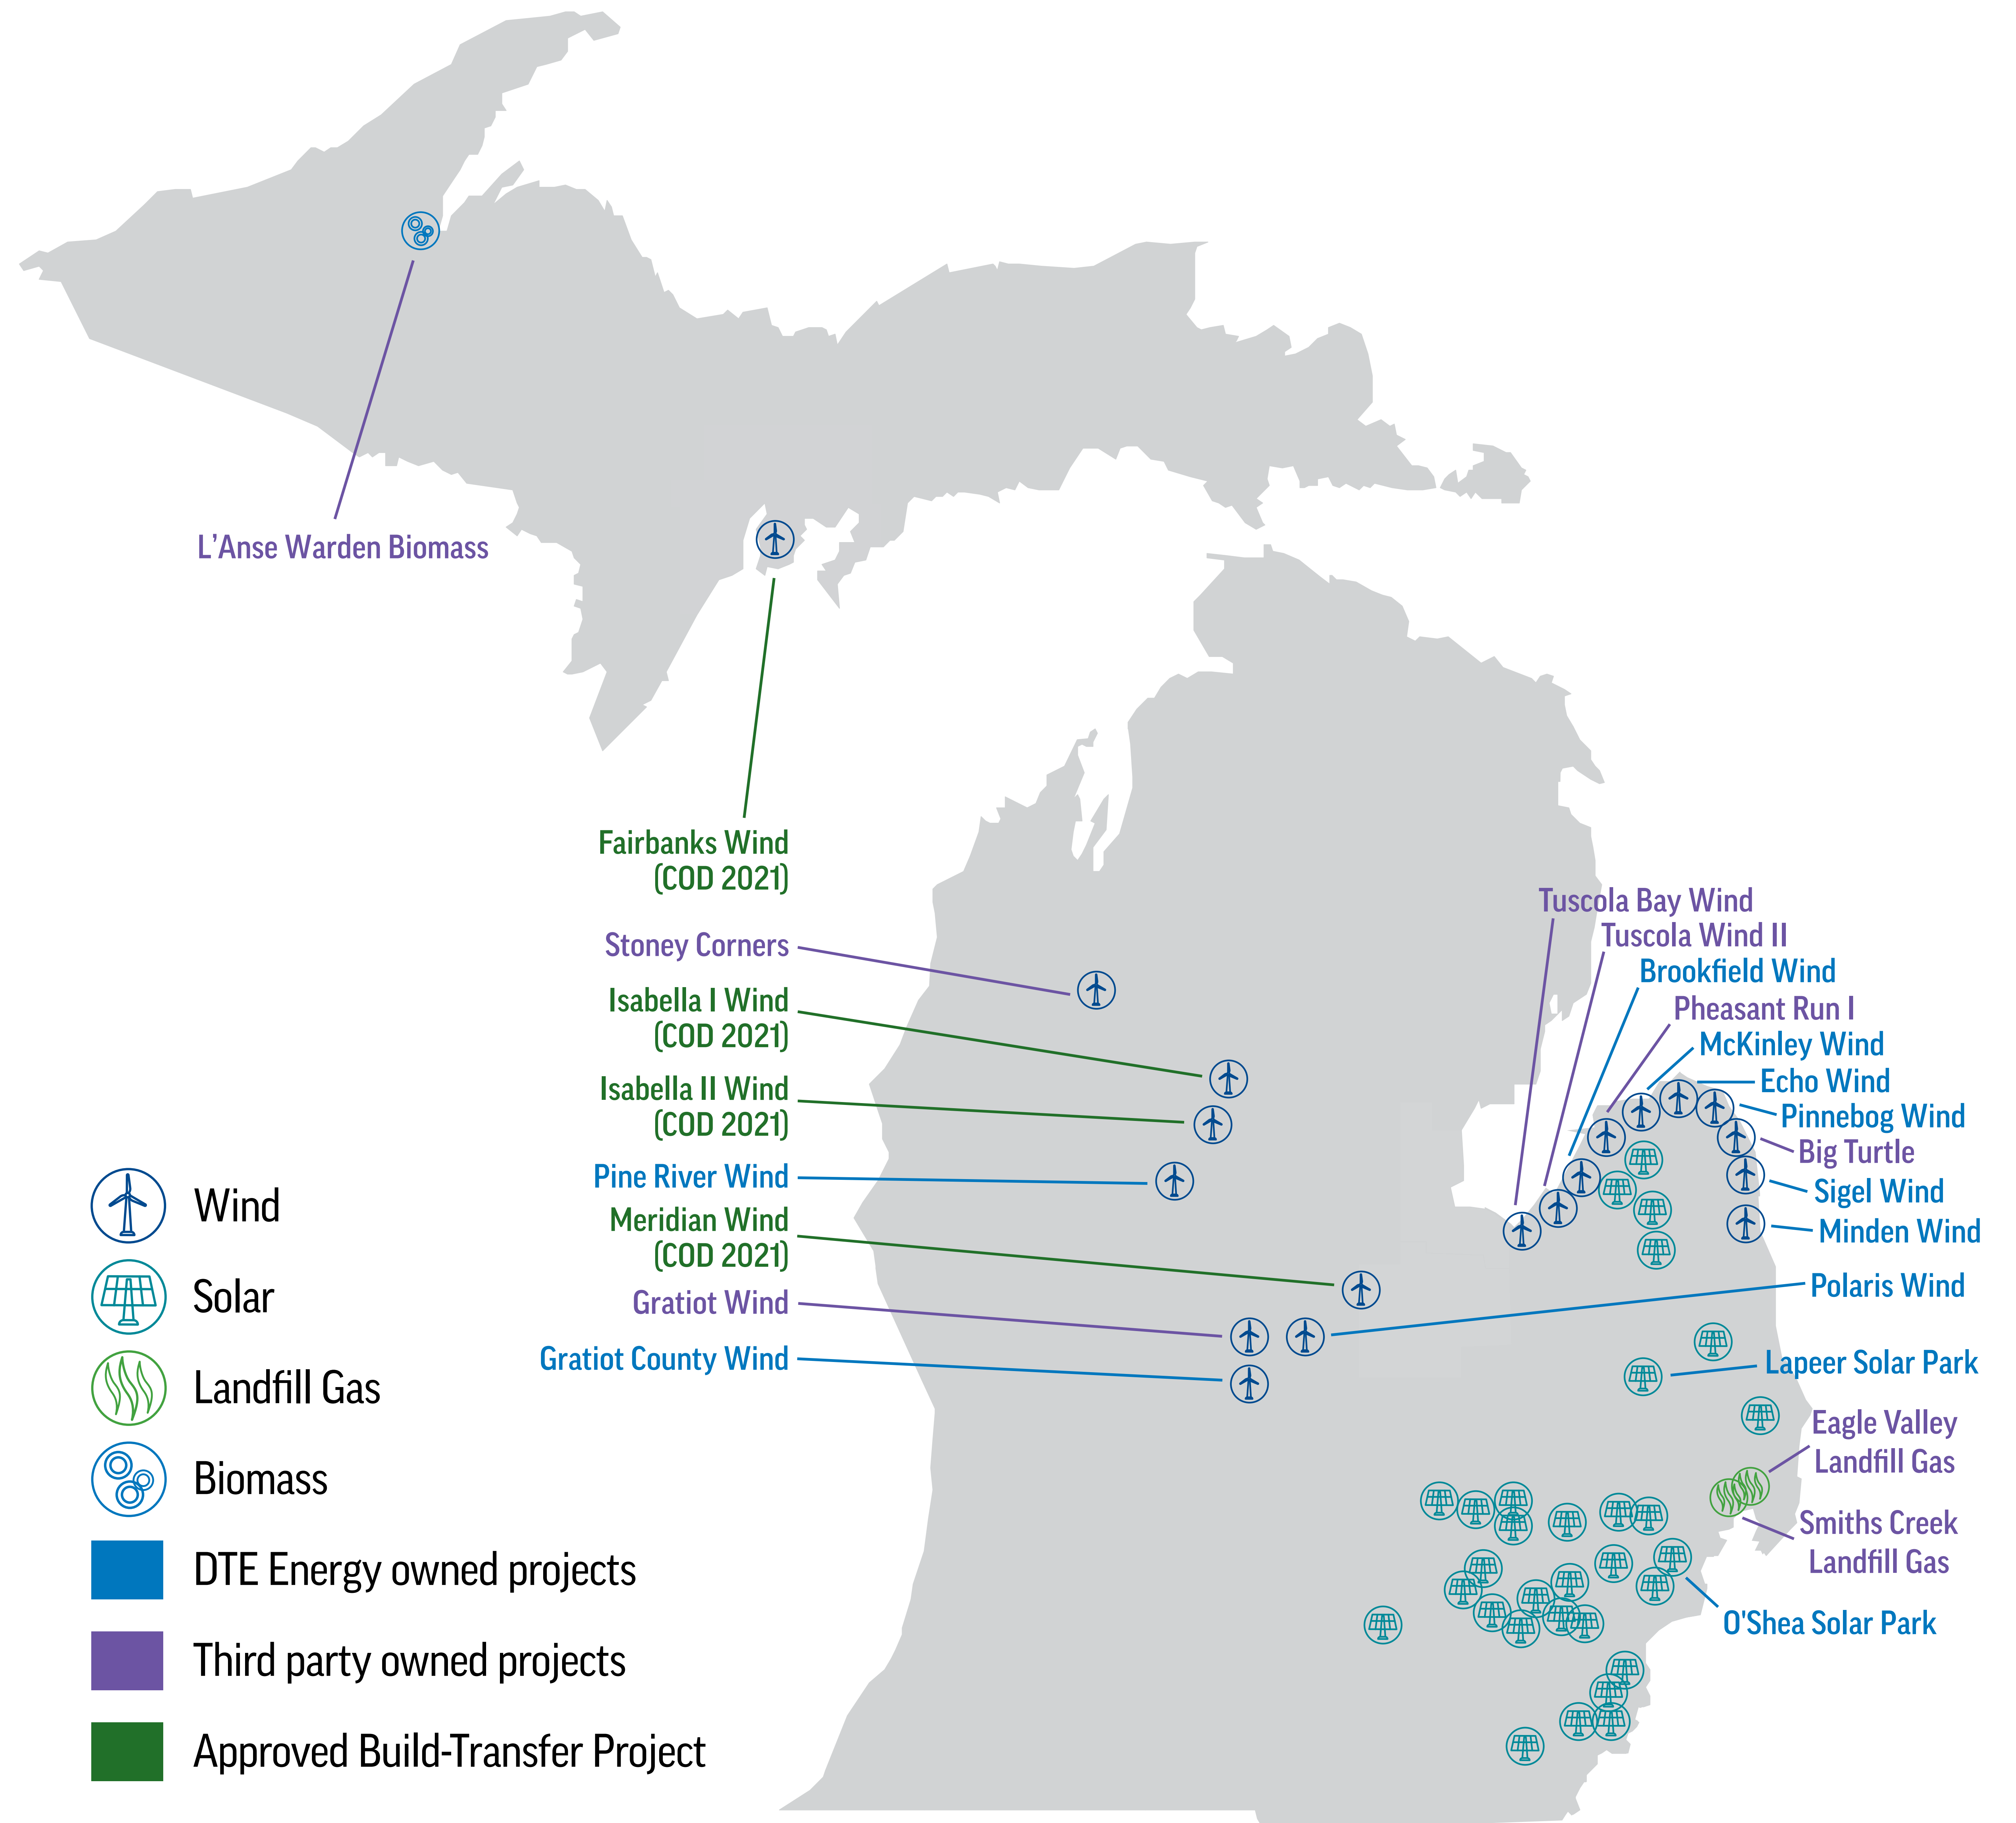 L'Anse Warden Biomass
Fairbanks Wind
(COD 2021)
Stoney Corners
Isabella I Wind
(COD 2021)
Isabella II Wind
(COD 2021)
Pine River Wind
Meridian Wind
(COD 2021)
Gratiot Wind
Gratiot County Wind
Tuscola Bay Wind
Tuscola Wind II
Brookfield Wind
Pheasant Run I
McKinley Wind
Echo Wind
Pinnebog Wind
Big Turtle
Sigel Wind
Minden Wind
Polaris Wind
Lapeer Solar Park
Eagle Valley
Landfill Gas
Smiths Creek
Landfill Gas
O'Shea Solar Park
Wind
Solar
Landfill Gas
Biomass
DTE Energy owned projects
Third party owned projects
Approved Build-Transfer Project